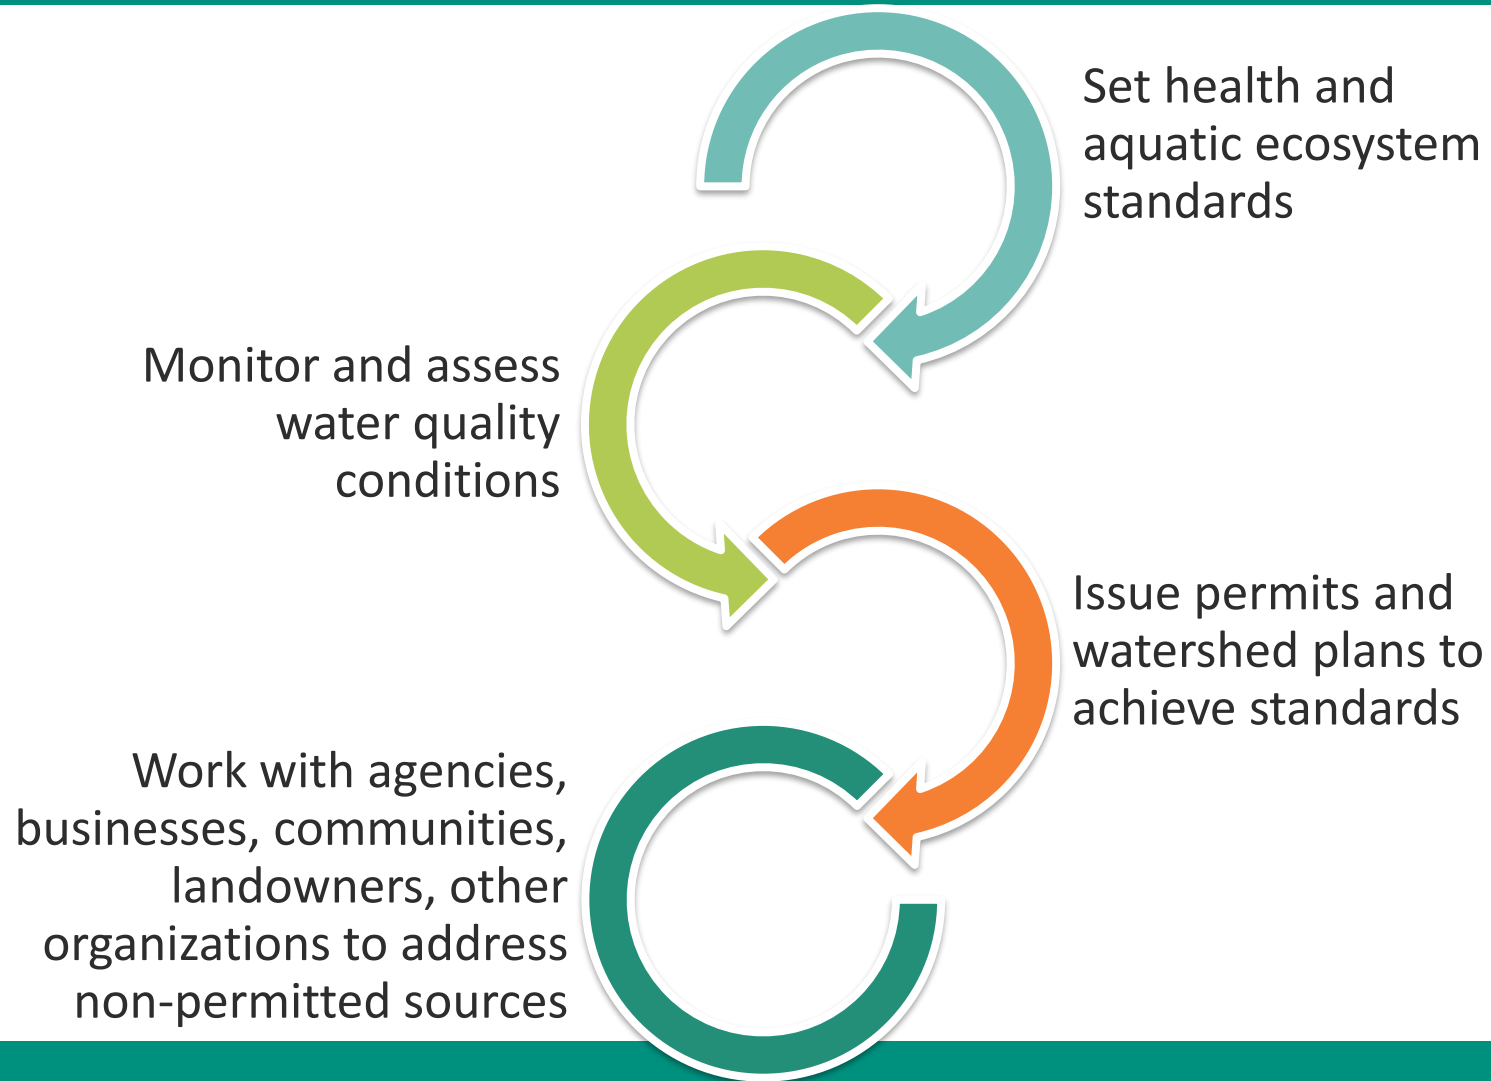 Set health and
aquatic ecosystem
standards
Monitor and assess
water quality
conditions
Issue permits and
watershed plans to
achieve standards
Work with agencies,
businesses, communities,
landowners, other
organizations to address
non-permitted sources